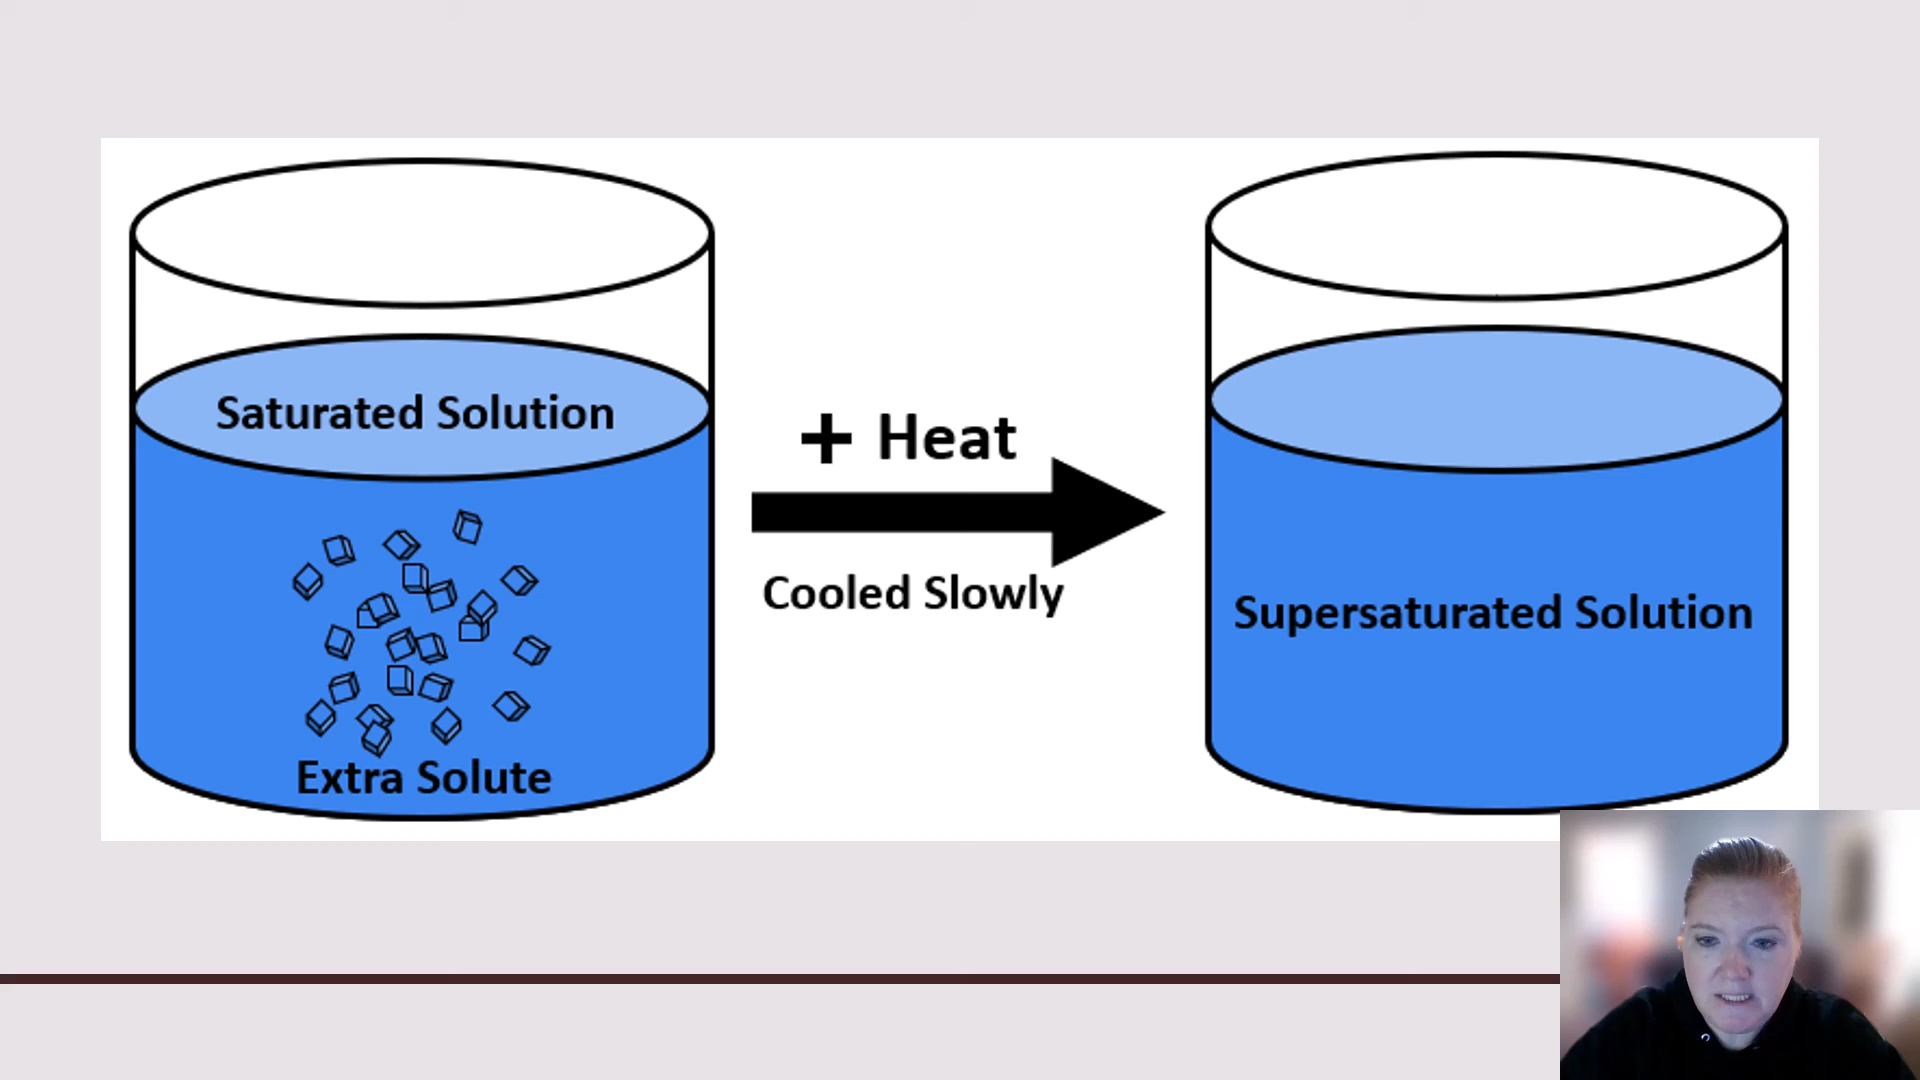 Saturated Solution
Extra Solute
+ Heat
Cooled Slowly
Supersaturated Solution